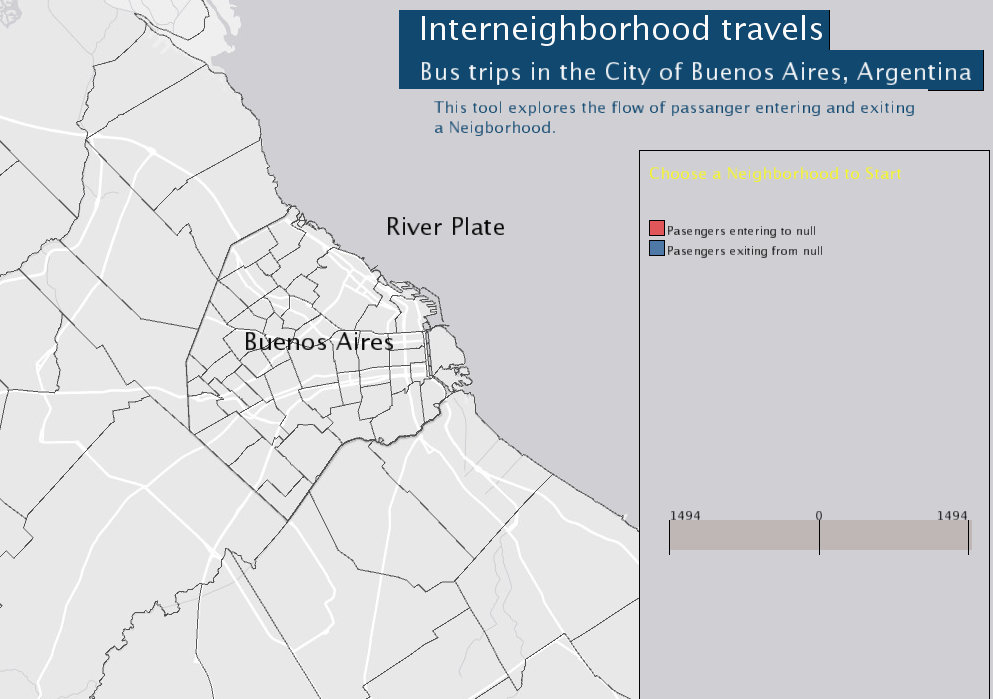 Interneighborhood travels
Bus trips in the City of Buenos Aires, Argentina
This tool explores the flow of passanger entering and exiting
a Neigborhood.
Choose a Neighborhood to Start
River Plate
Pasengers entering to null
Pasengers exiting from null
Buenos Aires
1494 0 1494